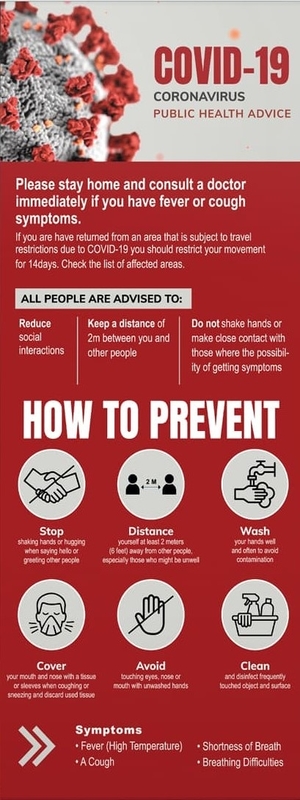 COVID-19
CORONAVIRUS
PUBLIC HEALTH ADVICE
Please stay home and consult a doctor
immediately if you have fever or cough
symptoms.
If you are have returned from an area that is subject to travel
restrictions due to COVID-19 you should restrict your movement
for 14days. Check the list of affected areas.
ALL PEOPLE ARE ADVISED TO:
Reduce
social
interactions
Keep a distance of
2m between you and
other people
Do not shake hands or
make close contact with
those where the possibil-
ity of getting symptoms
HOW TO PREVENT
2 M
Stop
shaking hands or hugging
when saying hello or
greeting other people
Distance
yourself at least 2 meters
(6 feet) away from other people,
especially those who might be unwell
Wash
your hands well
and often to avoid
contamination
Cover
your mouth and nose with a tissue
or sleeves when coughing or
sneezing and discard used tissue
Avoid
touching eyes, nose or
mouth with unwashed hands
Clean
and disinfect frequently
touched object and surface
Symptoms
• Fever (High Temperature)
• A Cough
• Shortness of Breath
• Breathing Difficulties